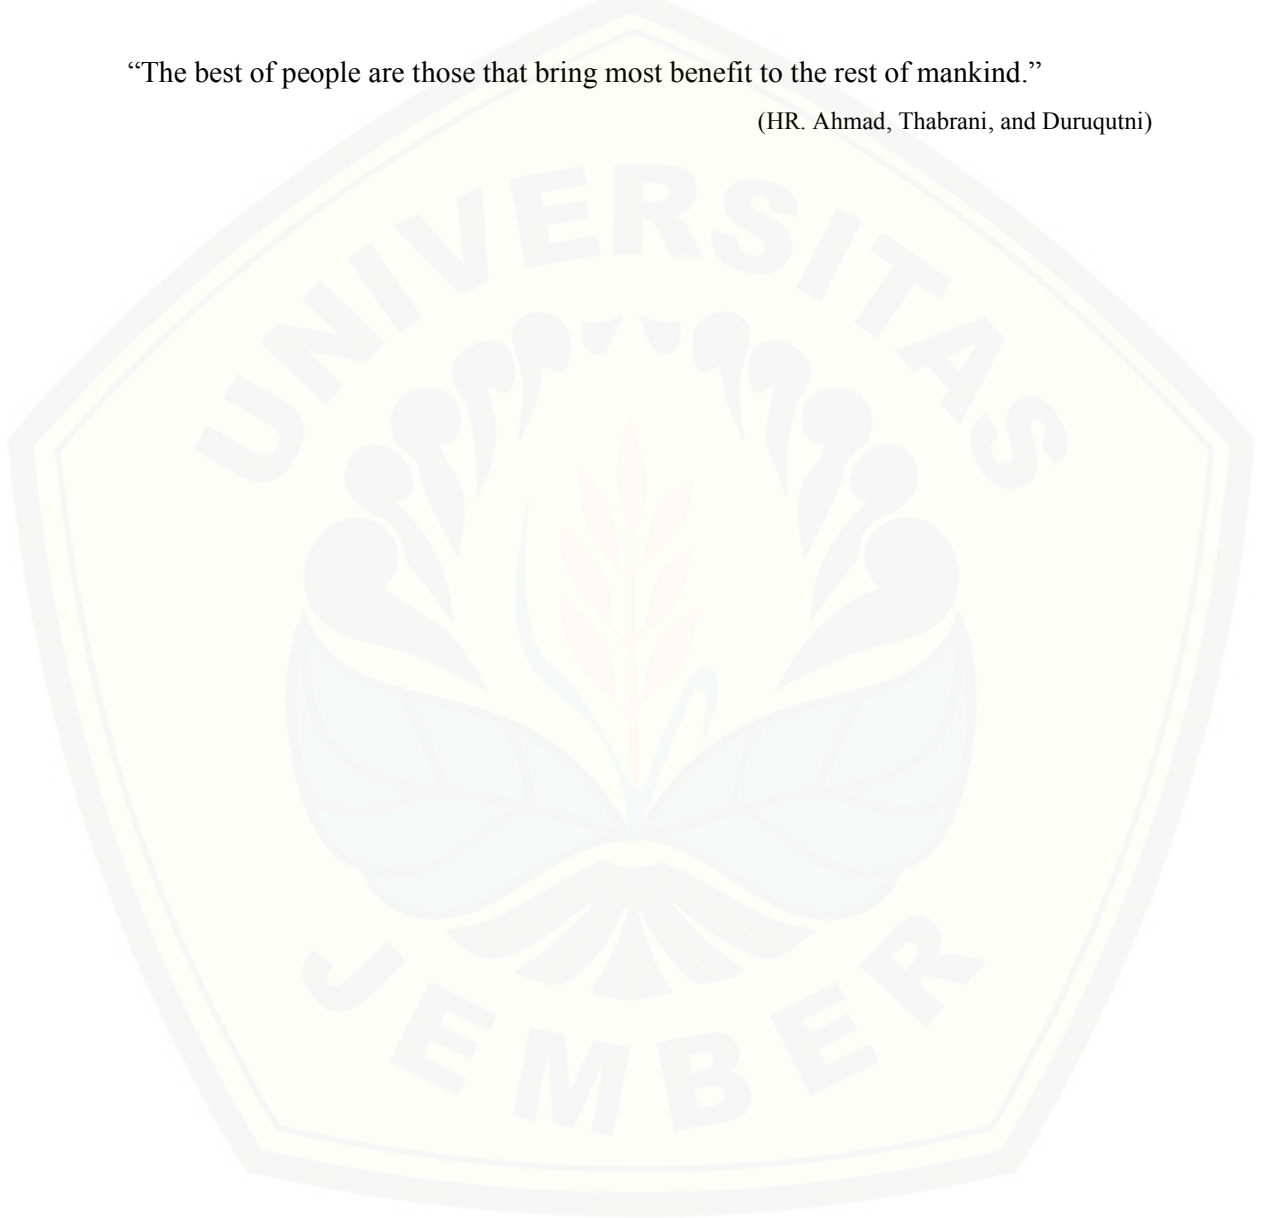 “The best of people are those that bring most benefit to the rest of mankind.”
(HR. Ahmad, Thabrani, and Duruqutni)
UNIVERSITAS
JEMBER